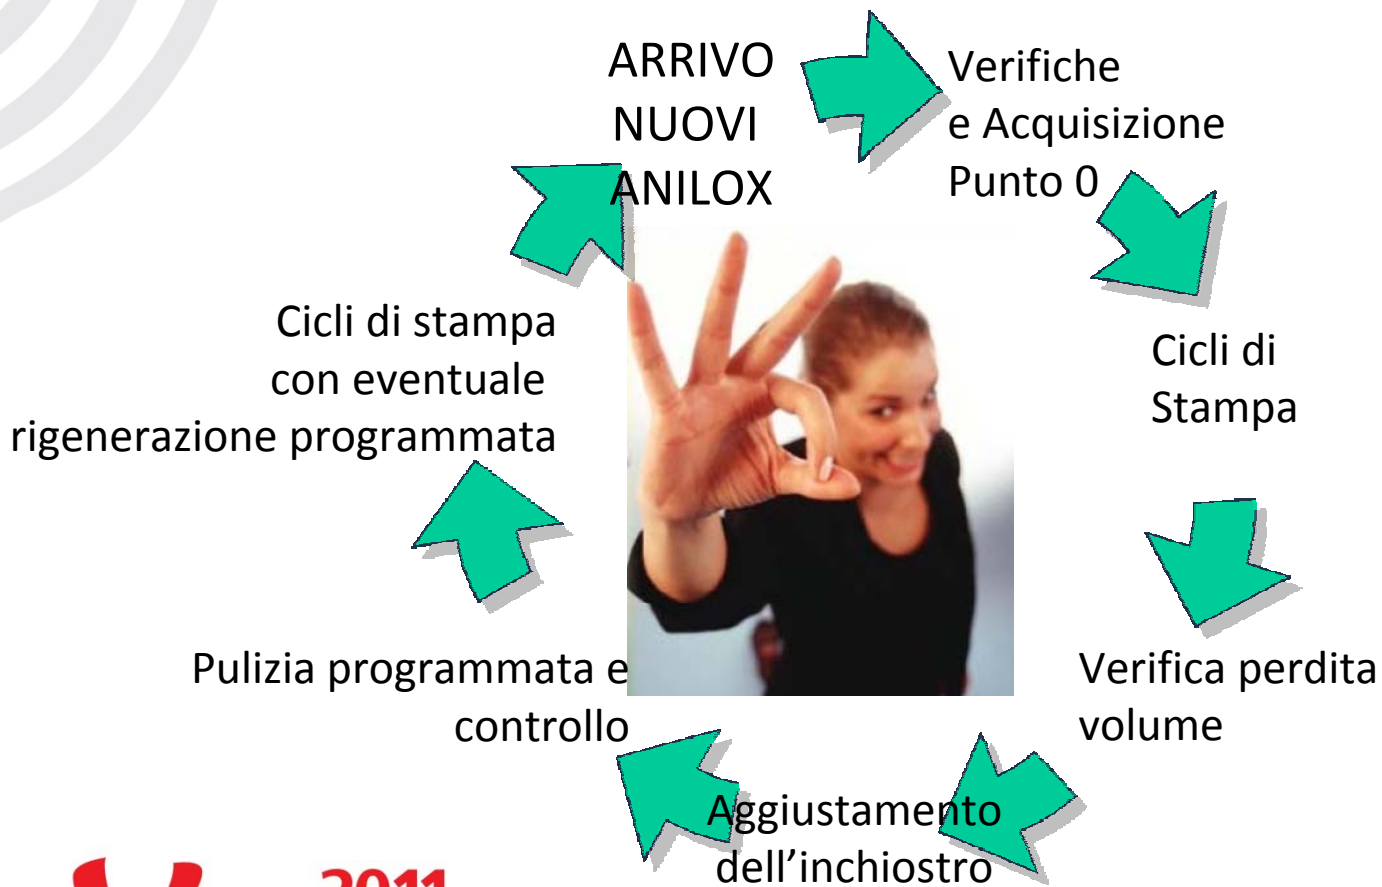 ARRIVO
NUOVI
ANILOX
Verifiche
e Acquisizione
Punto 0
Cicli di
Stampa
Verifica perdita
volume
Aggiustamento
dell’inchiostro
Pulizia programmata e
controllo
Cicli di stampa
con eventuale
rigenerazione programmata
2011